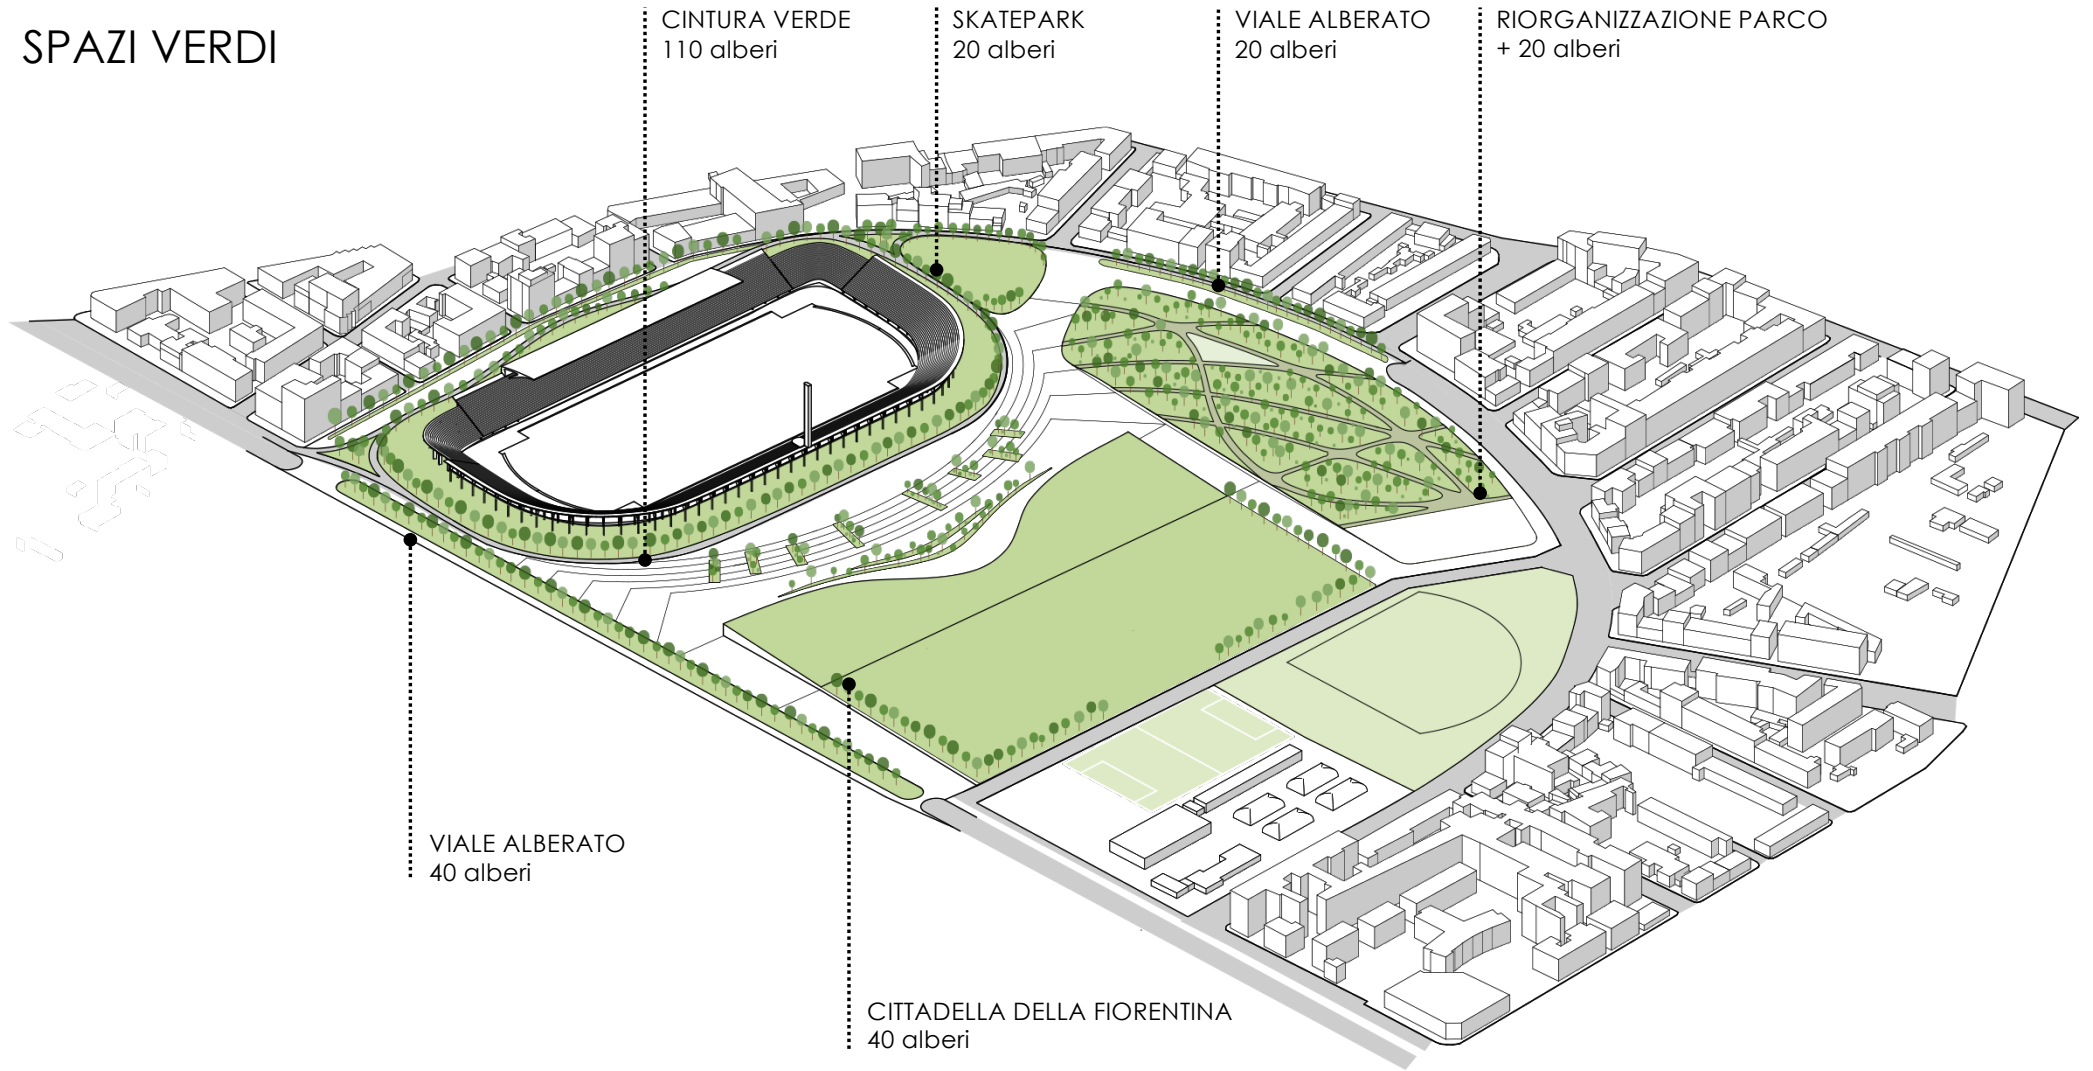 SPAZI VERDI
CINTURA VERDE
110 alberi
SKATEPARK
20 alberi
VIALE ALBERATO
20 alberi
RIORGANIZZAZIONE PARCO
+ 20 alberi
VIALE ALBERATO
40 alberi
CITTADELLA DELLA FIORENTINA
40 alberi